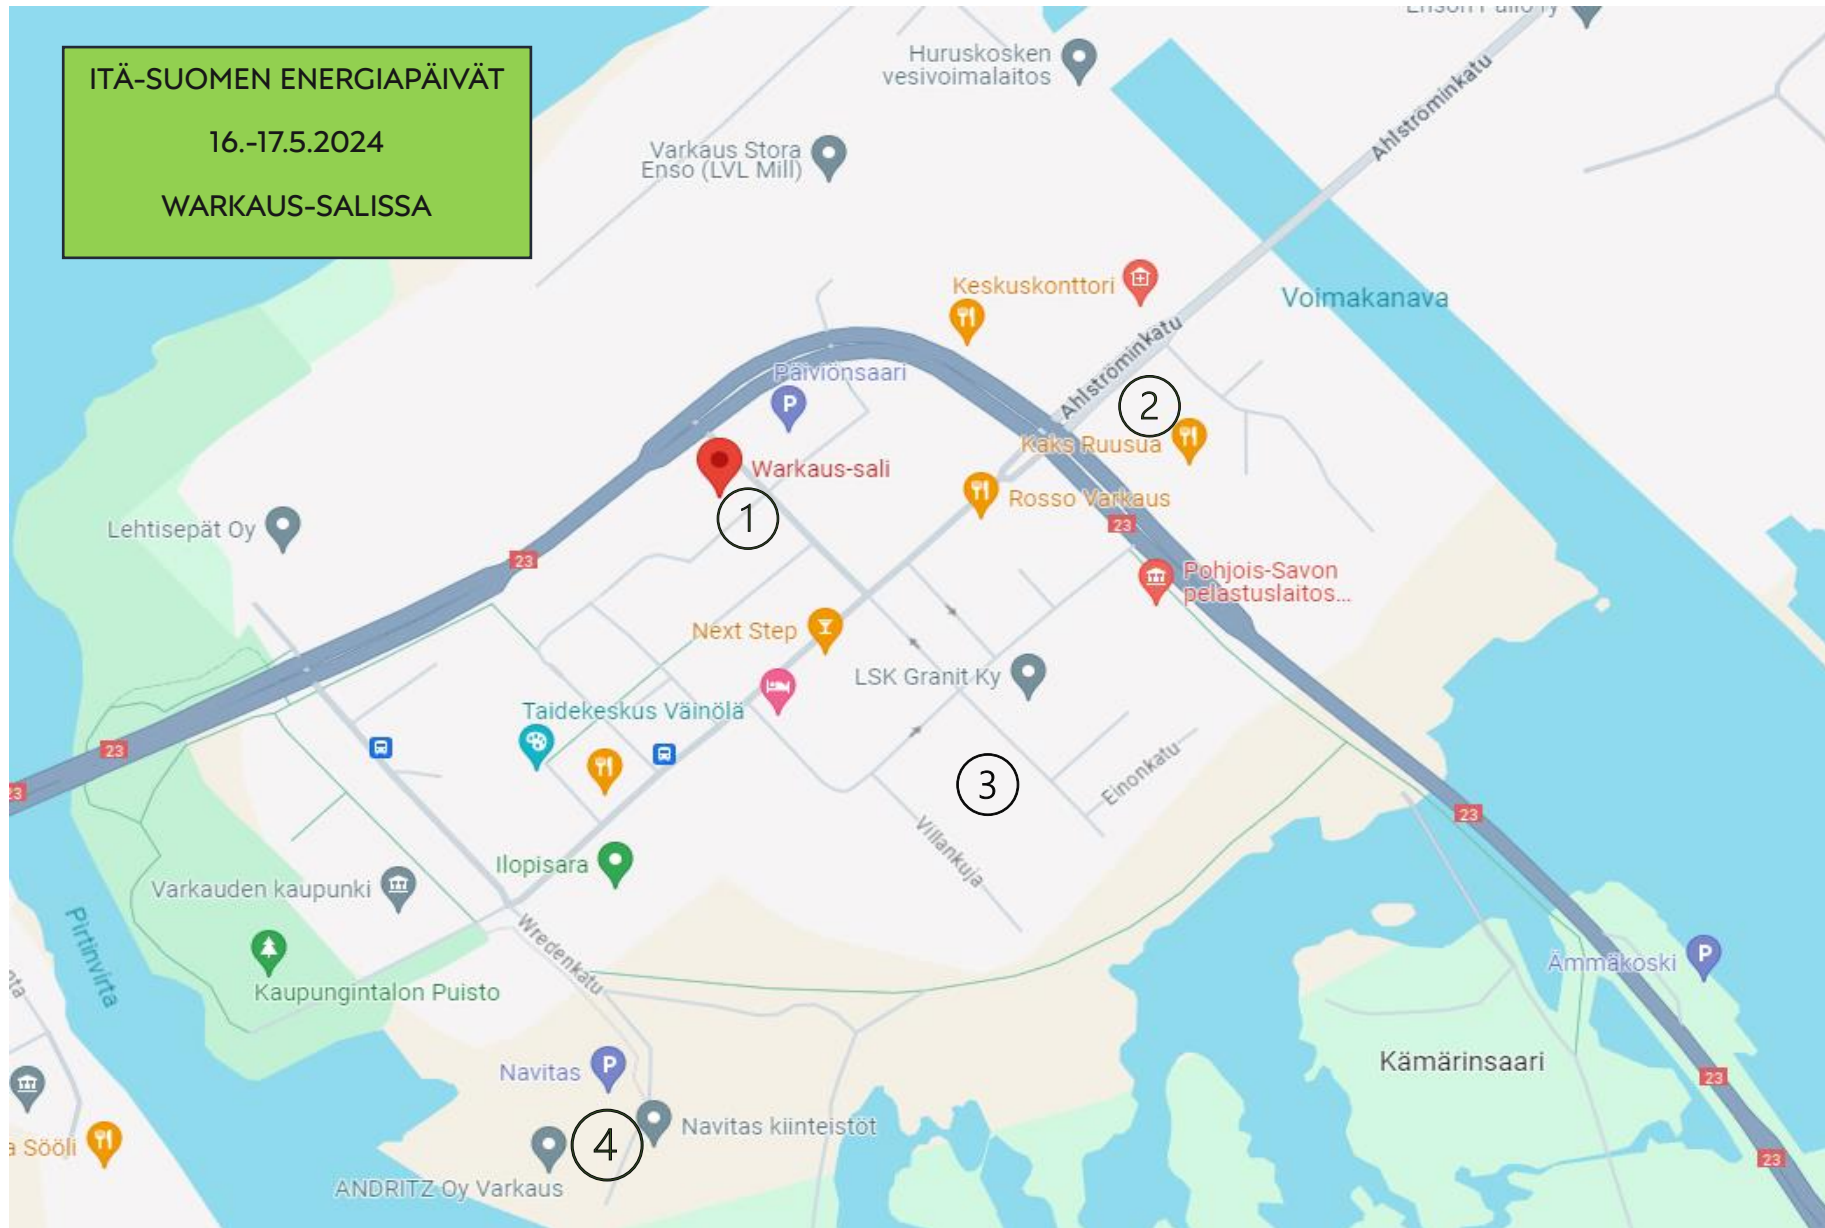 ITÄ-SUOMEN ENERGIAPÄIVÄT
16.-17.5.2024
WARKAUS-SALISSA
Huruskosken
vesivoimalaitos
Ahlströminkatu
Varkaus Stora
Enso (LVL Mill)
Keskuskonttori
Voimakanava
Ahlströminkatu
Päiviönsaari
P
2
Kaks Ruusua
Warkaus-sali
Rosso Varkaus
1
23
Lehtisepät Oy
23
Pohjois-Savon
pelastuslaitos...
Next Step
LSK Granit Ky
Taidekeskus Väinölä
23
3
Einonkatu
23
23
Villankuja
Ilopisara
Varkauden kaupunki
Pirtinvirta
Wredenkatu
Kaupungintalon Puisto
Ämmäkoski
P
Kämärinsaari
Navitas
P
23
4
Navitas kiinteistöt
Sööli
23
ANDRITZ Oy Varkaus